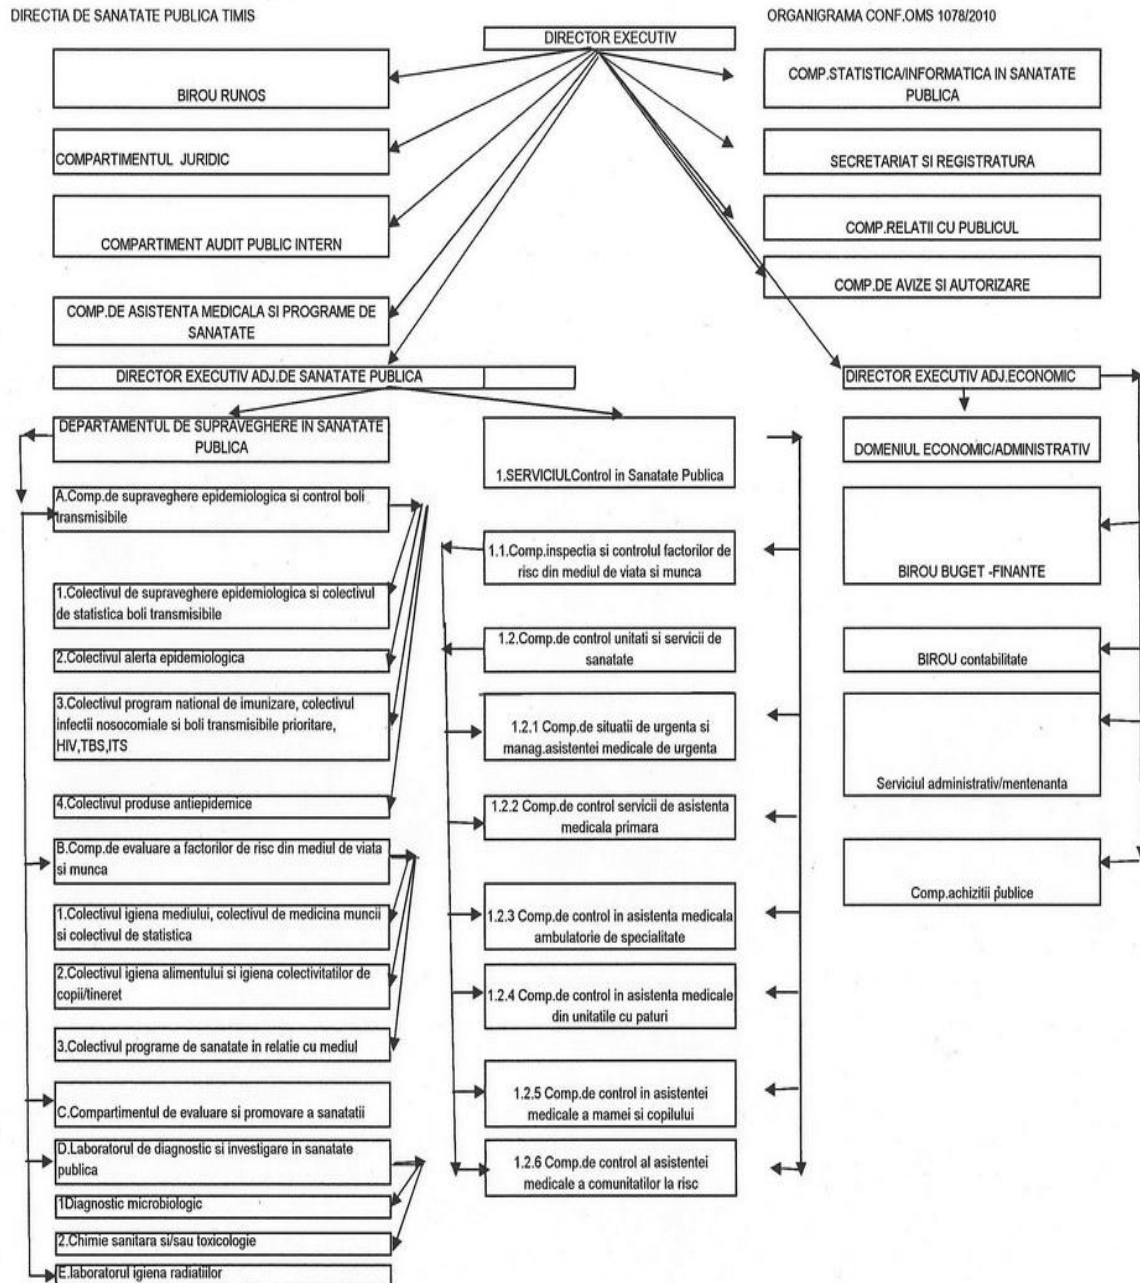 DIRECTIA DE SANATATE PUBLICA TIMIS
ORGANIGRAMA CONF.OMS 1078/2010
DIRECTOR EXECUTIV
BIROU RUNOS
COMPARTIMENTUL JURIDIC
COMPARTIMENT AUDIT PUBLIC INTERN
COMP.DE ASISTENTA MEDICALA SI PROGRAME DE
SANATATE
COMP.STATISTICA/INFORMATICA IN SANATATE
PUBLICA
SECRETARIAT SI REGISTRATURA
COMP.RELATII CU PUBLICUL
COMP.DE AVIZE SI AUTORIZARE
DIRECTOR EXECUTIV ADJ.DE SANATATE PUBLICA
DIRECTOR EXECUTIV ADJ.ECONOMIC
DEPARTAMENTUL DE SUPRAVEGHERE IN SANATATE
PUBLICA
A.Comp.de supraveghere epidemiologica si control boli
transmisibile
1.Colectivul de supraveghere epidemiologica si colectivul
de statistica boli transmisibile
2.Colectivul alerta epidemiologica
3.Colectivul program national de imunizare, colectivul
infectii nosocomiale si boli transmisibile prioritare,
HIV,TBS,ITS
4.Colectivul produse antiepidemice
B.Comp.de evaluare a factorilor de risc din mediul de viata
si munca
1.Colectivul igiena mediului, colectivul de medicina muncii
si colectivul de statistica
2.Colectivul igiena alimentului si igiena colectivitatilor de
copii/tineret
3.Colectivul programe de sanatate in relatie cu mediul
C.Compartimentul de evaluare si promovare a sanatatii
D.Laboratorul de diagnostic si investigare in sanatate
publica
1Diagnostic microbiologic
2.Chimie sanitara si/sau toxicologie
E.laboratorul igiena radiatiilor
1.SERVICIULControl in Sanatate Publica
1.1.Comp.inspectia si controlul factorilor de
risc din mediul de viata si munca
1.2.Comp.de control unitati si servicii de
sanatate
1.2.1 Comp.de situatii de urgenta si
manag.asistentei medicale de urgenta
1.2.2 Comp.de control servicii de asistenta
medicala primara
1.2.3 Comp.de control in asistenta medicala
ambulatorie de specialitate
1.2.4 Comp.de control in asistenta medicale
din unitatile cu paturi
1.2.5 Comp.de control in asistentei
medicale a mamei si copilului
1.2.6 Comp.de control al asistentei
medicale a comunitatilor la risc
DOMENIUL ECONOMIC/ADMINISTRATIV
BIROU BUGET -FINANTE
BIROU contabilitate
Serviciul administrativ/mentenanta
Comp.achizitii publice